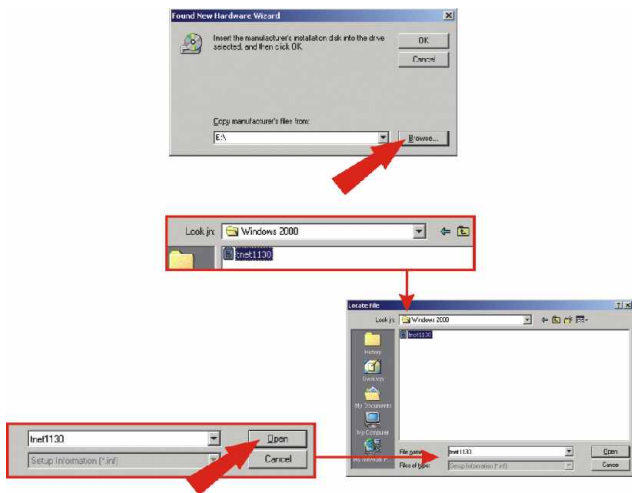 Found New Hardware Wizard
Insert the manufacturer's installation disk into the drive
selected, and then click OK.
OK
Cancel
Copy manufacturer's files from:
E:\
Browse...
Look in:
Windows 2000
tnet1130
Locate File
Look in:
Windows 2000
tnet1130
History
Desktop
My Documents
My Computer
My Network P...
File name:
tnet1130
Open
Files of type:
Setup Information (*.inf)
Cancel
tnet1130
Open
Setup Information (*.inf)
Cancel